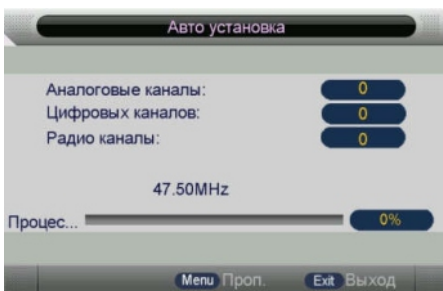 Авто установка
Аналоговые каналы: 0
Цифровых каналов: 0
Радио каналы: 0
47.50MHz
Процес... 0%
Menu Проп. Exit Выход